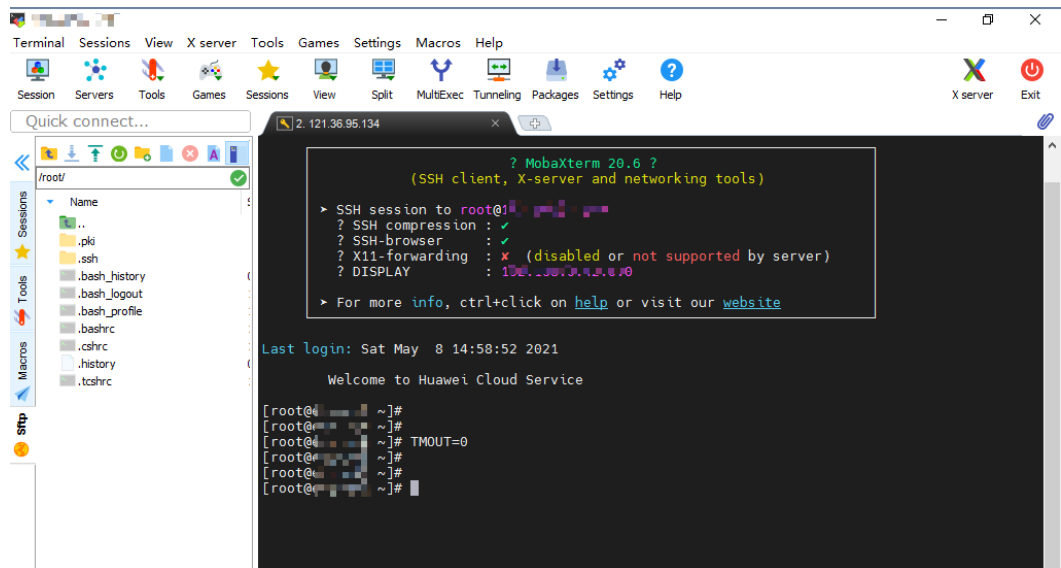 Terminal Sessions View X server Tools Games Settings Macros Help
Session Servers Tools Games Sessions View Split MultiExec Tunneling Packages Settings Help X server Exit
Quick connect...
2. 121.36.95.134
/root/
Name
..
.pki
.ssh
.bash_history
.bash_logout
.bash_profile
.bashrc
.cshrc
.history
.tcshrc
Sessions
Tools
Macros
Sftp
? MobaXterm 20.6 ?
(SSH client, X-server and networking tools)
➤ SSH session to root@1
? SSH compression : ✔
? SSH-browser : ✔
? X11-forwarding : ✘ (disabled or not supported by server)
? DISPLAY :
➤ For more info, ctrl+click on help or visit our website
Last login: Sat May 8 14:58:52 2021
Welcome to Huawei Cloud Service
[root@ ~]#
[root@ ~]#
[root@ ~]# TMOUT=0
[root@ ~]#
[root@ ~]#
[root@ ~]#